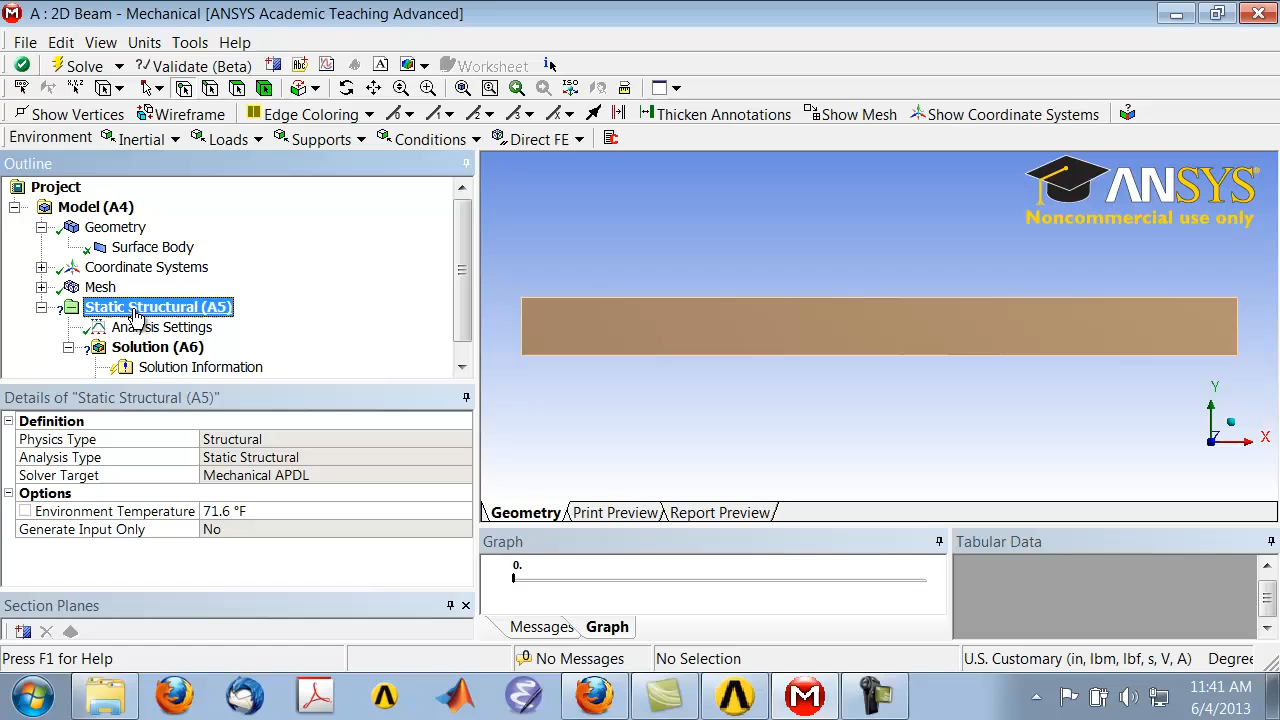 A : 2D Beam - Mechanical [ANSYS Academic Teaching Advanced]
File Edit View Units Tools Help
Solve Validate (Beta) A Worksheet
Show Vertices Wireframe Edge Coloring Thicken Annotations Show Mesh Show Coordinate Systems
Environment Inertial Loads Supports Conditions Direct FE
Outline
Project
Model (A4)
Geometry
Surface Body
Coordinate Systems
Mesh
Static Structural (A5)
Analysis Settings
Solution (A6)
Solution Information
ANSYS
Noncommercial use only
Y
Z
X
Details of "Static Structural (A5)"
Definition
Physics Type Structural
Analysis Type Static Structural
Solver Target Mechanical APDL
Options
Environment Temperature 71.6 °F
Generate Input Only No
Geometry Print Preview Report Preview
Graph
0.
Messages Graph
Tabular Data
Section Planes
Press F1 for Help
0 No Messages
No Selection
U.S. Customary (in, lbm, lbf, s, V, A) Degree
11:41 AM
6/4/2013